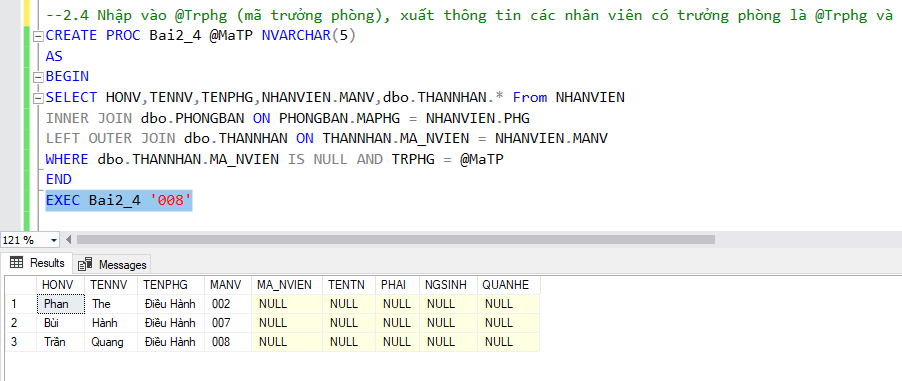 --2.4 Nhập vào @Trphg (mã trưởng phòng), xuất thông tin các nhân viên có trưởng phòng là @Trphg và
CREATE PROC Bai2_4 @MaTP NVARCHAR(5)
AS
BEGIN
SELECT HONV,TENNV,TENPHG,NHANVIEN.MANV,dbo.THANNHAN.* From NHANVIEN
INNER JOIN dbo.PHONGBAN ON PHONGBAN.MAPHG = NHANVIEN.PHG
LEFT OUTER JOIN dbo.THANNHAN ON THANNHAN.MA_NVIEN = NHANVIEN.MANV
WHERE dbo.THANNHAN.MA_NVIEN IS NULL AND TRPHG = @MaTP
END
EXEC Bai2_4 '008'
121 %
Results Messages
HONV TENNV TENPHG MANV MA_NVIEN TENTN PHAI NGSINH QUANHE
1 Phan The Điều Hành 002 NULL NULL NULL NULL NULL
2 Bùi Hành Điều Hành 007 NULL NULL NULL NULL NULL
3 Trần Quang Điều Hành 008 NULL NULL NULL NULL NULL